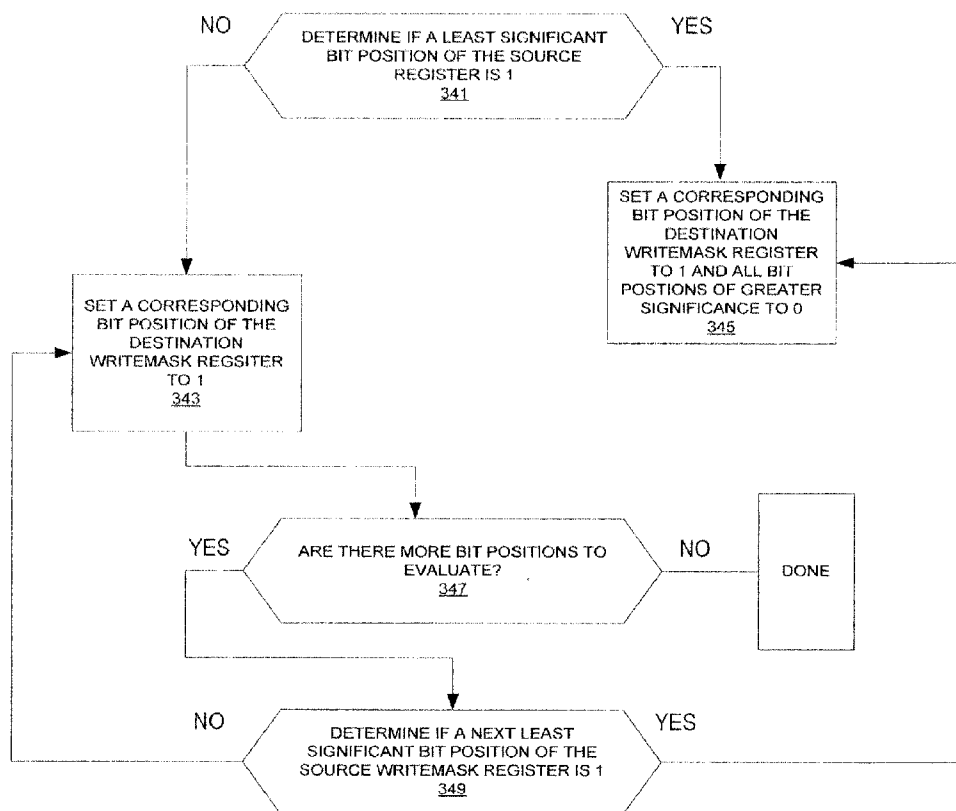 NO
YES
DETERMINE IF A LEAST SIGNIFICANT
BIT POSITION OF THE SOURCE
REGISTER IS 1
341
SET A CORRESPONDING
BIT POSITION OF THE
DESTINATION
WRITEMASK REGISTER
TO 1 AND ALL BIT
POSTIONS OF GREATER
SIGNIFICANCE TO 0
345
SET A CORRESPONDING
BIT POSITION OF THE
DESTINATION
WRITEMASK REGSITER
TO 1
343
YES
ARE THERE MORE BIT POSITIONS TO
EVALUATE?
347
NO
DONE
NO
DETERMINE IF A NEXT LEAST
SIGNIFICANT BIT POSITION OF THE
SOURCE WRITEMASK REGISTER IS 1
349
YES